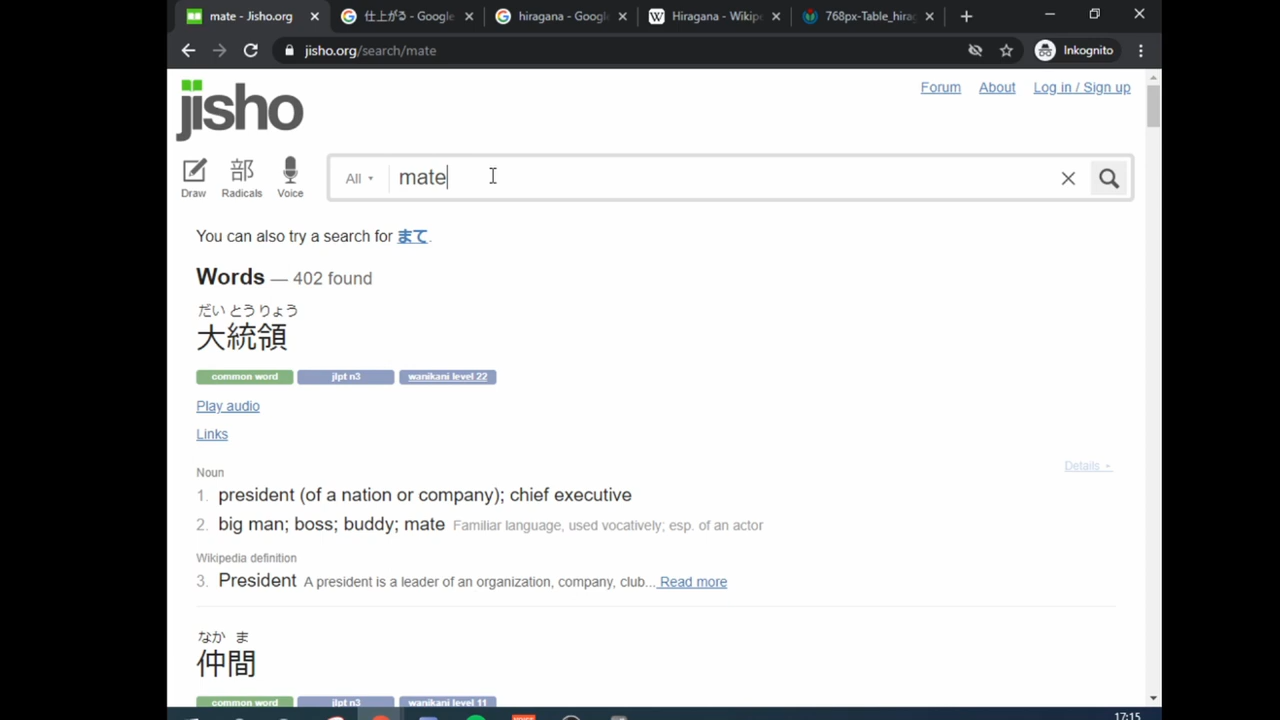 mate - Jisho.org
仕上がる - Google
hiragana - Google
Hiragana - Wikip
768px-Table_hirag
jisho.org/search/mate
Inkognito
jisho
Forum About Log in / Sign up
Draw
部 Radicals
Voice
All mate
You can also try a search for まて.
Words — 402 found
だい とう りょう
大統領
common word jlpt n3 wanikani level 22
Play audio
Links
Noun
Details
1. president (of a nation or company); chief executive
2. big man; boss; buddy; mate Familiar language, used vocatively; esp. of an actor
Wikipedia definition
3. President A president is a leader of an organization, company, club... Read more
なか ま
仲間
common word jlpt n3 wanikani level 11
17:15